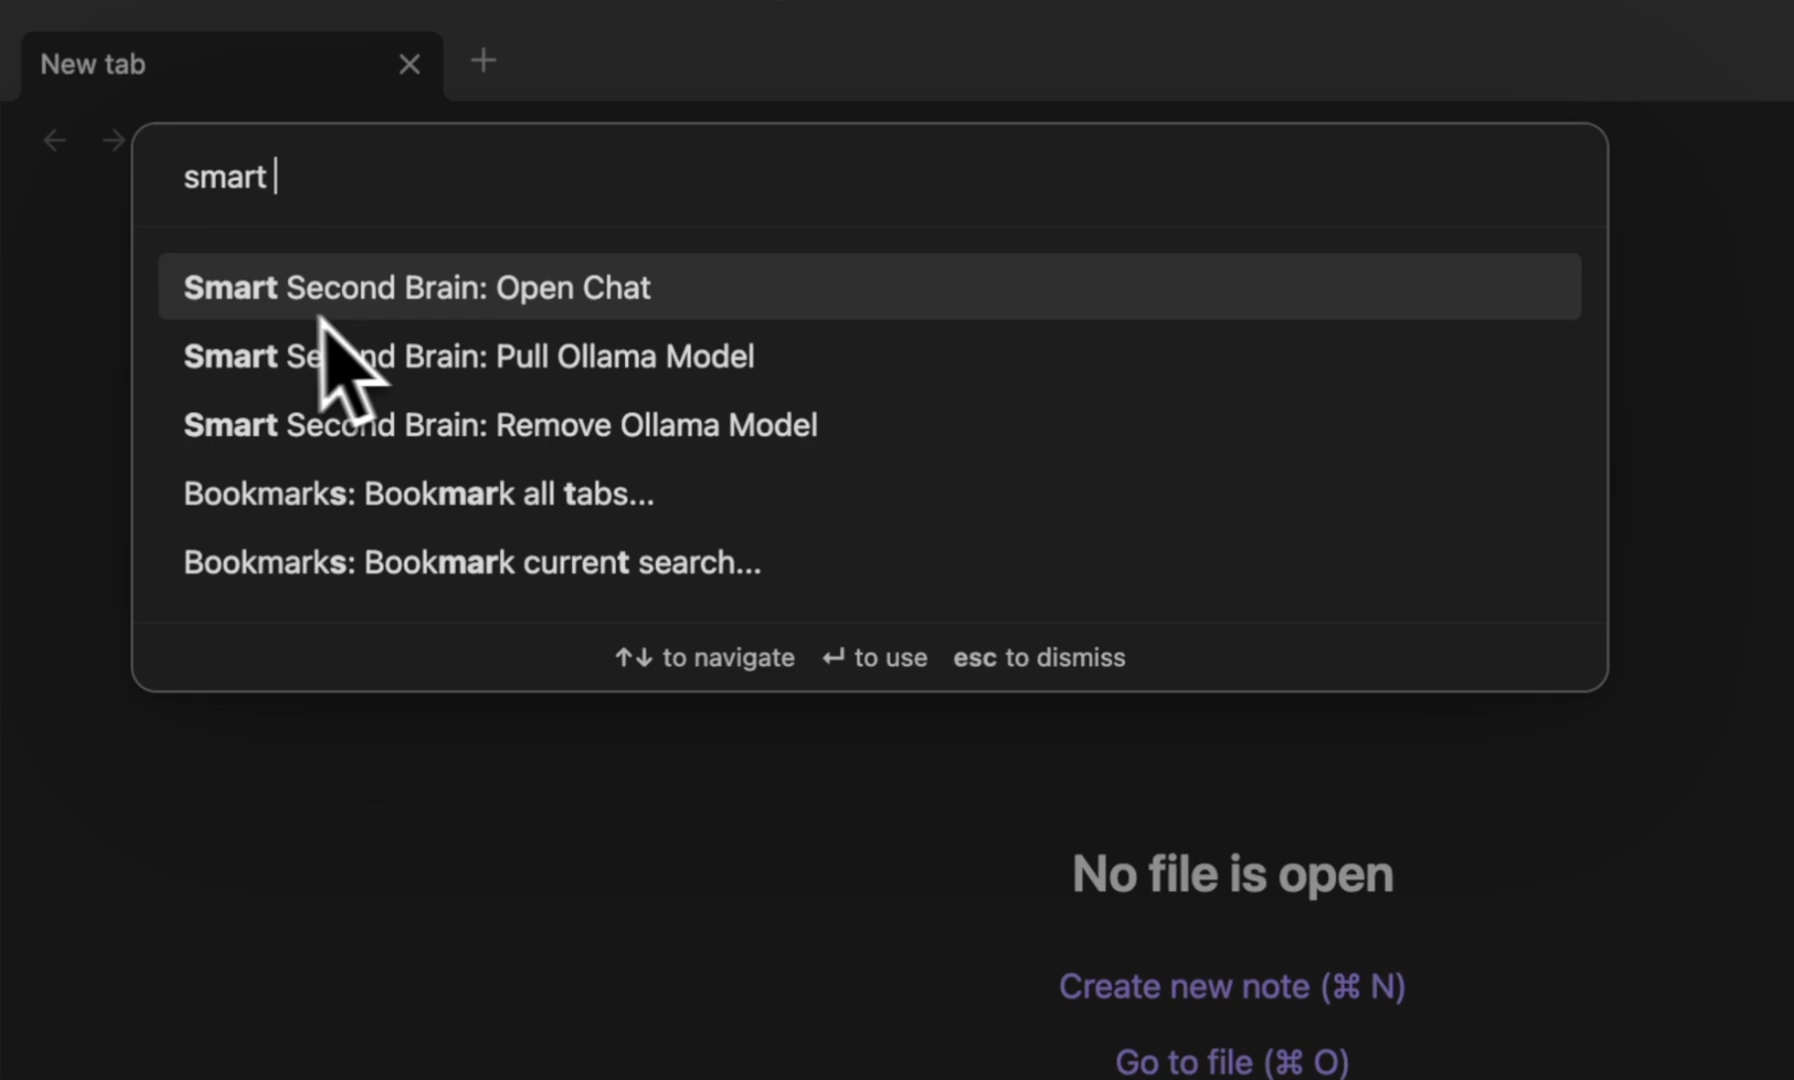 New tab
smart
Smart Second Brain: Open Chat
Smart Second Brain: Pull Ollama Model
Smart Second Brain: Remove Ollama Model
Bookmarks: Bookmark all tabs...
Bookmarks: Bookmark current search...
↑↓ to navigate ↵ to use esc to dismiss
No file is open
Create new note (⌘ N)
Go to file (⌘ O)